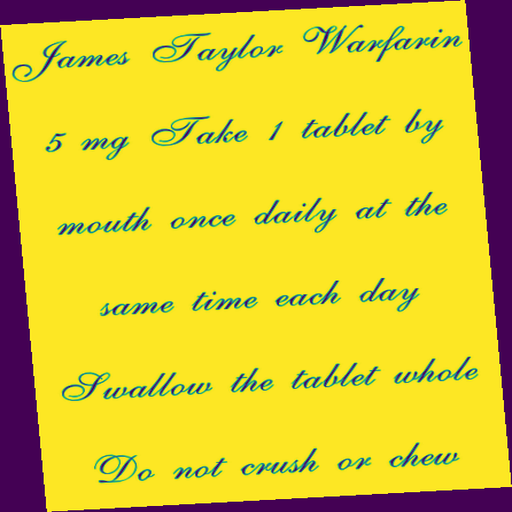 James Taylor Warfarin
5 mg Take 1 tablet by
mouth once daily at the
same time each day
Swallow the tablet whole
Do not crush or chew